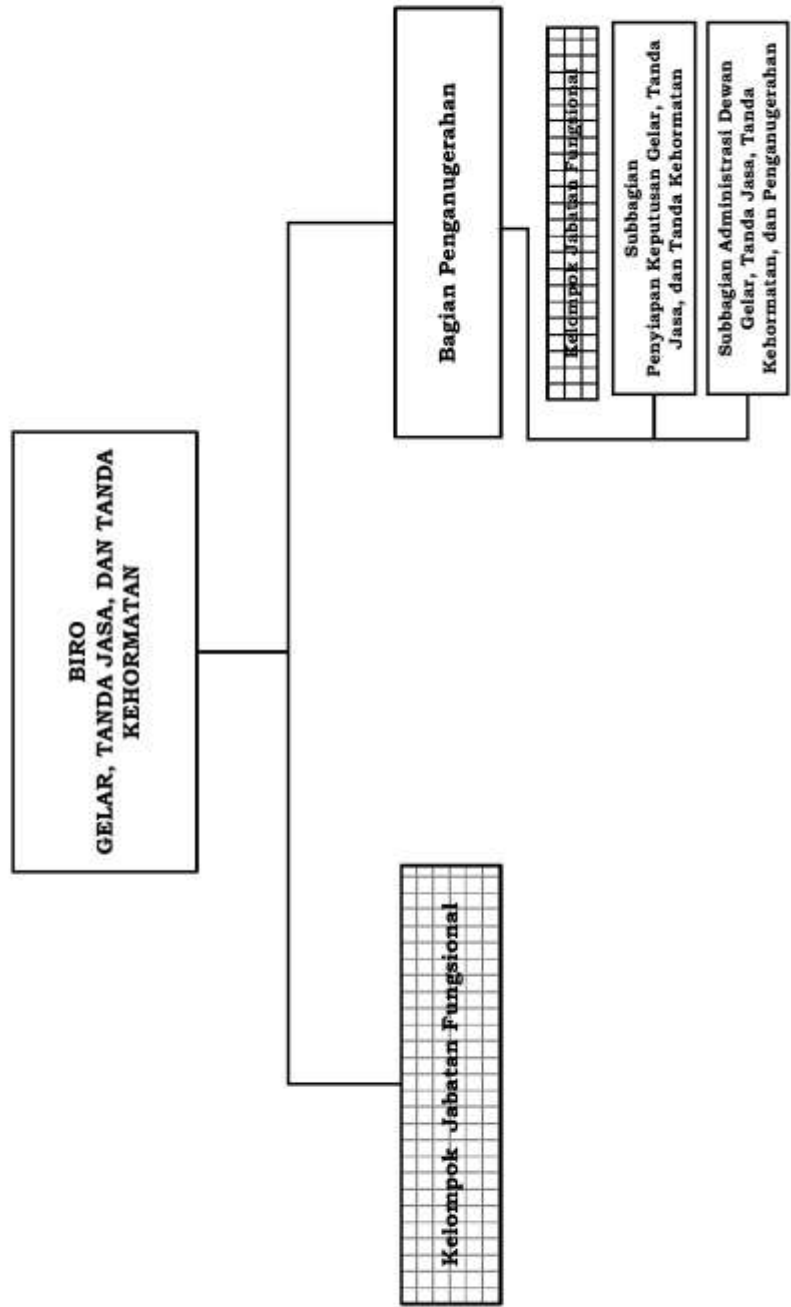 BIRO
GELAR, TANDA JASA, DAN TANDA
KEHORMATAN
Kelompok Jabatan Fungsional
Bagian Penganugerahan
Kelompok Jabatan Fungsional
Subbagian
Penyiapan Keputusan Gelar, Tanda
Jasa, dan Tanda Kehormatan
Subbagian Administrasi Dewan
Gelar, Tanda Jasa, Tanda
Kehormatan, dan Penganugerahan